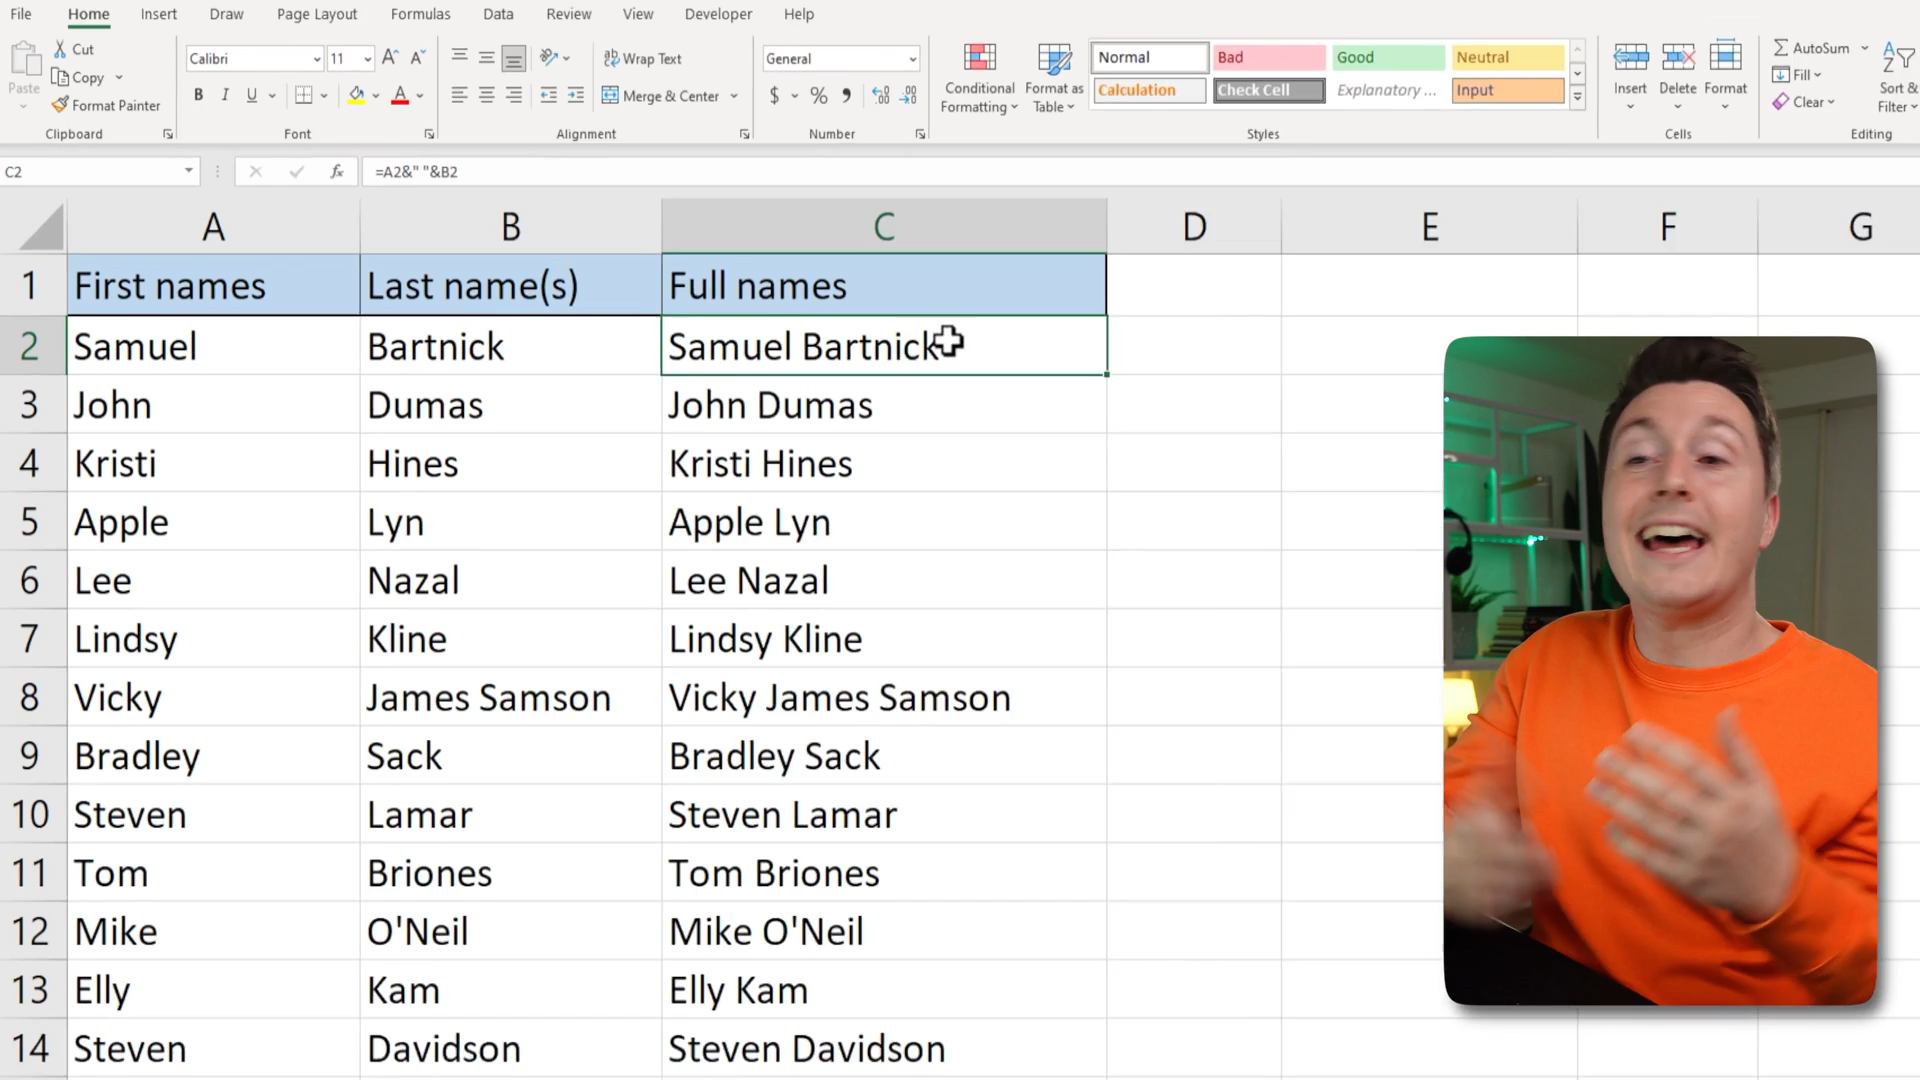 File Home Insert Draw Page Layout Formulas Data Review View Developer Help
Paste
Cut
Copy
Format Painter
Clipboard
Calibri 11
B I U
Font
Wrap Text
Merge & Center
Alignment
General
$ % ,
Number
Conditional Formatting
Format as Table
Normal Bad Good Neutral
Calculation Check Cell Explanatory ... Input
Styles
Insert Delete Format
Cells
AutoSum
Fill
Clear
Sort &
Filter
Editing
C2 fx =A2&" "&B2
A B C D E F G
1 First names Last name(s) Full names
2 Samuel Bartnick Samuel Bartnick
3 John Dumas John Dumas
4 Kristi Hines Kristi Hines
5 Apple Lyn Apple Lyn
6 Lee Nazal Lee Nazal
7 Lindsy Kline Lindsy Kline
8 Vicky James Samson Vicky James Samson
9 Bradley Sack Bradley Sack
10 Steven Lamar Steven Lamar
11 Tom Briones Tom Briones
12 Mike O'Neil Mike O'Neil
13 Elly Kam Elly Kam
14 Steven Davidson Steven Davidson